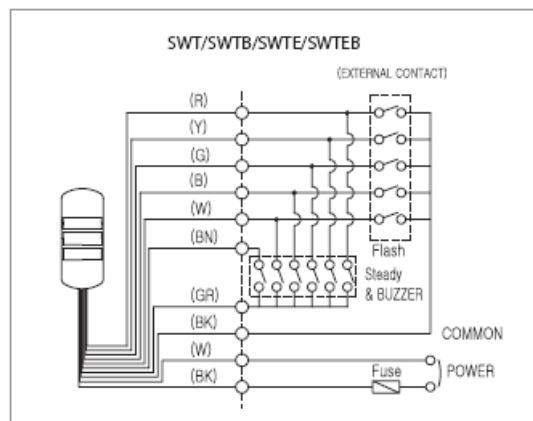 SWT/SWTB/SWTE/SWTEB
(EXTERNAL CONTACT)
(R)
(Y)
(G)
(B)
(W)
(BN)
Flash
Steady
& BUZZER
(GR)
(BK)
COMMON
(W)
Fuse
POWER
(BK)